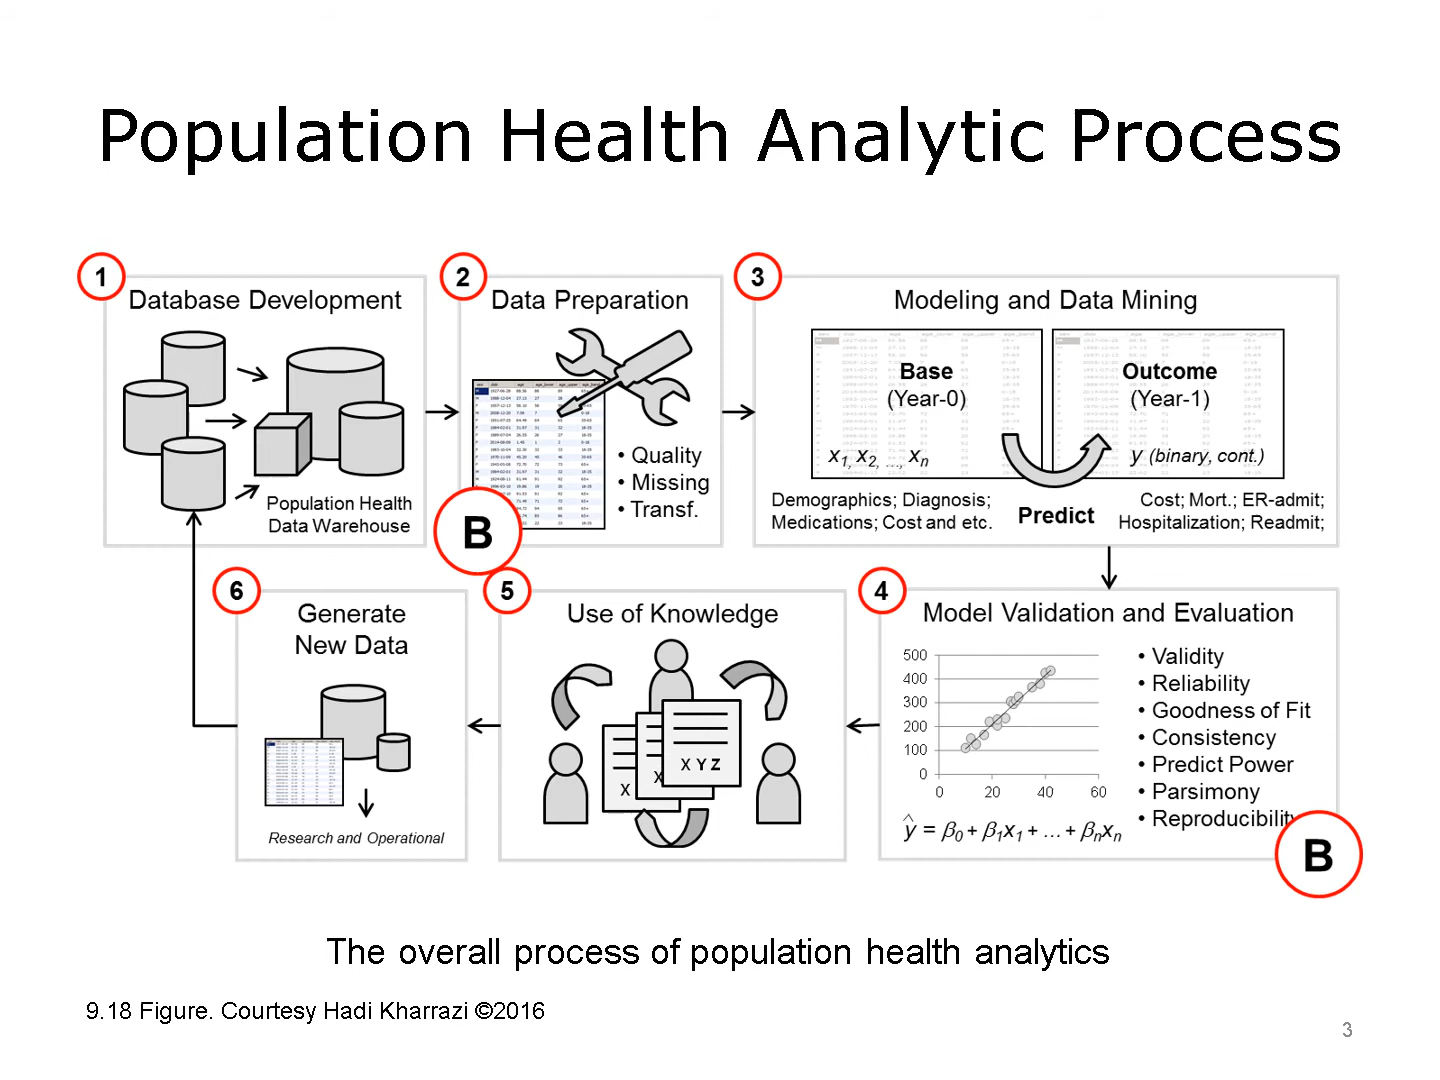 Population Health Analytic Process
1
Database Development
Population Health
Data Warehouse
2
Data Preparation
• Quality
• Missing
• Transf.
B
3
Modeling and Data Mining
Base
(Year-0)
x1, x2, ..., xn
Outcome
(Year-1)
y (binary, cont.)
Demographics; Diagnosis;
Medications; Cost and etc.
Predict
Cost; Mort.; ER-admit;
Hospitalization; Readmit;
6
Generate
New Data
Research and Operational
5
Use of Knowledge
X
X
X Y Z
4
Model Validation and Evaluation
500
400
300
200
100
0
0 20 40 60
ŷ = β0 + β1x1 + ... + βnxn
• Validity
• Reliability
• Goodness of Fit
• Consistency
• Predict Power
• Parsimony
• Reproducibility
B
The overall process of population health analytics
9.18 Figure. Courtesy Hadi Kharrazi ©2016
3